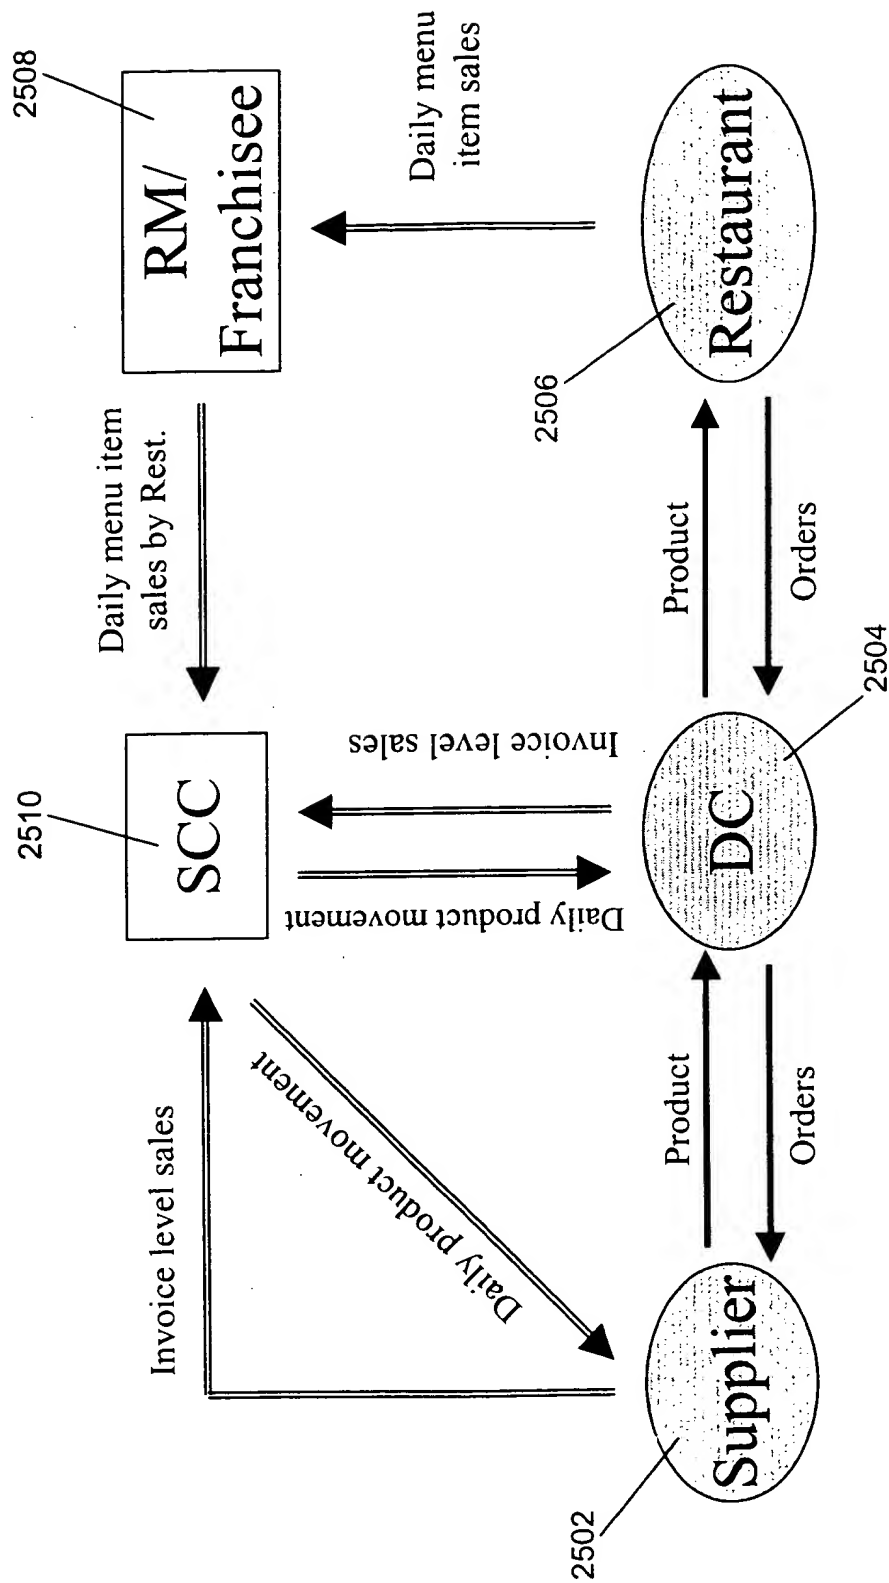 2510
2508
SCC
RM/
Franchisee
Daily menu item
sales by Rest.
Invoice level sales
Daily product movement
Daily product movement
Invoice level sales
Daily menu
item sales
2502
Supplier
Product
Orders
DC
2504
Product
Orders
2506
Restaurant